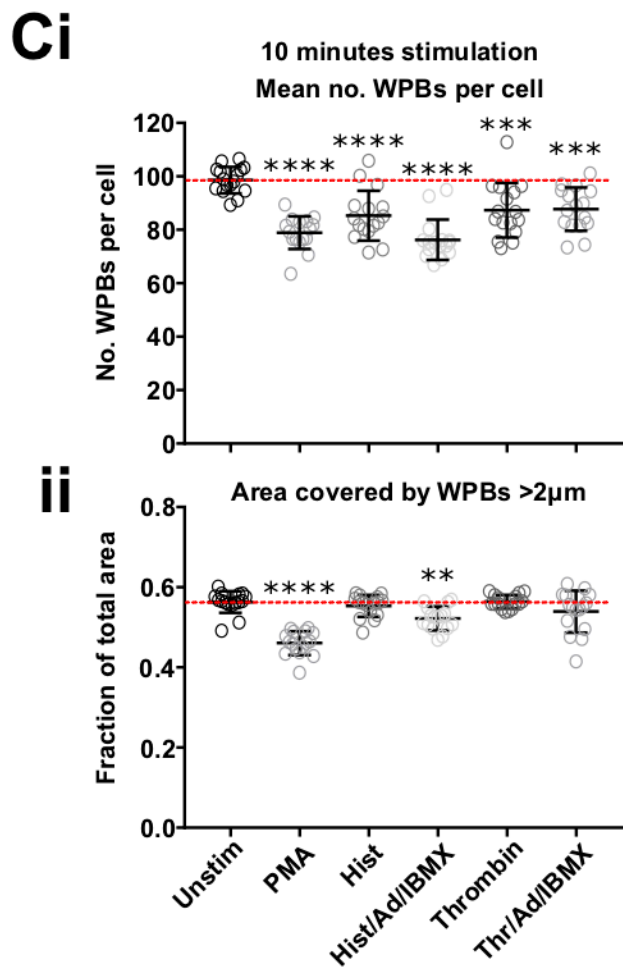 Ci
10 minutes stimulation
Mean no. WPBs per cell
No. WPBs per cell
120
100
80
60
40
20
0
**** **** **** *** ***
ii
Area covered by WPBs >2µm
Fraction of total area
0.8
0.6
0.4
0.2
0.0
**** **
Unstim
PMA
Hist
Hist/Ad/IBMX
Thrombin
Thr/Ad/IBMX